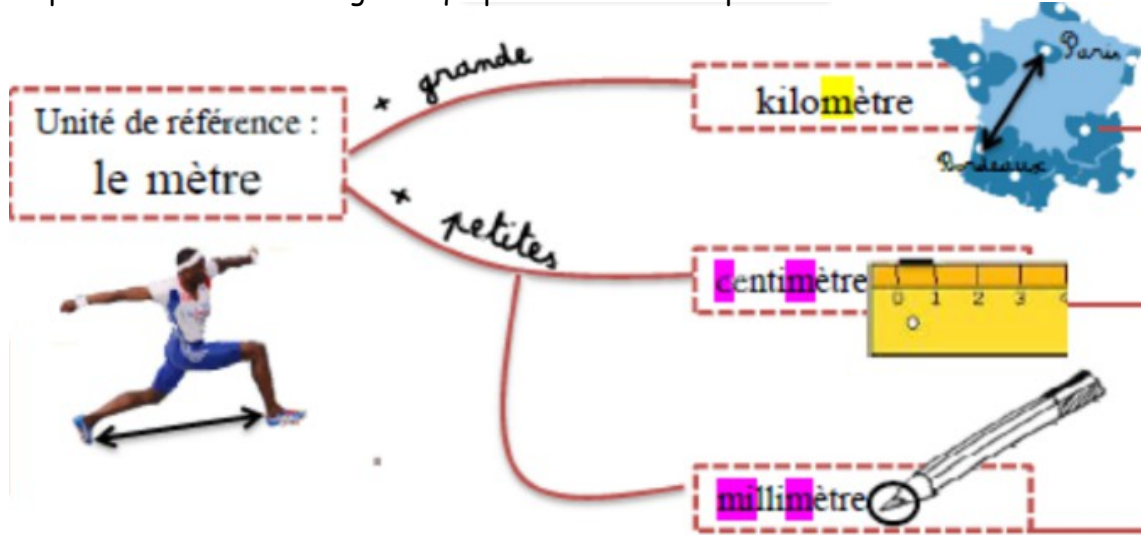 + grande
kilomètre
Paris
Bordeaux
Unité de référence :
le mètre
+ petites
centimètre
0 1 2 3
millimètre